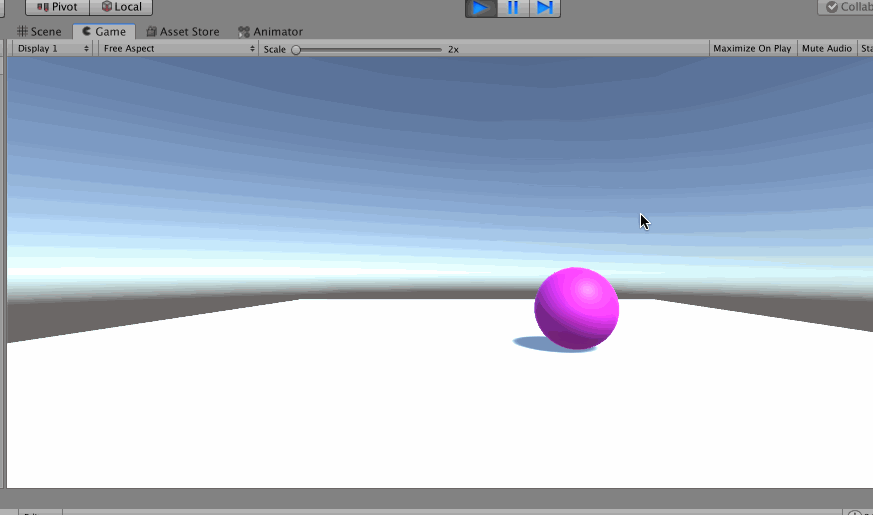 Pivot Local Collab
Scene Game Asset Store Animator
Display 1 Free Aspect Scale 2x Maximize On Play Mute Audio Sta